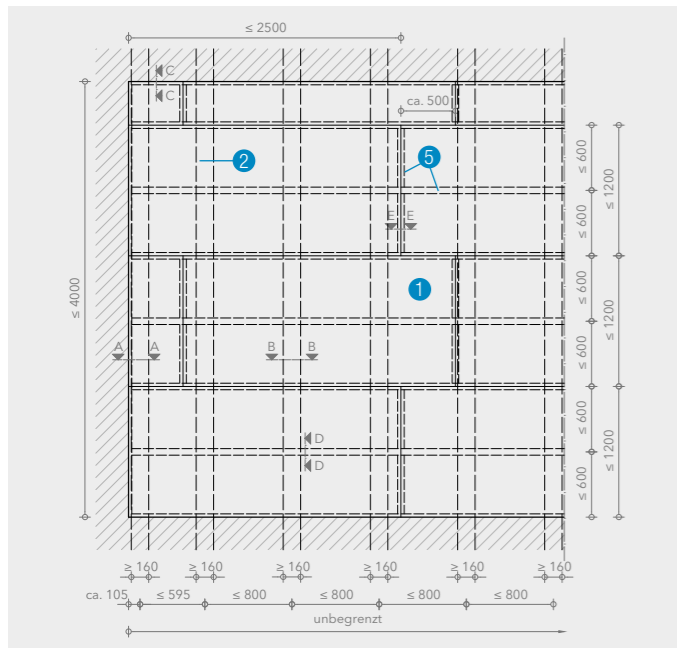 ≤ 2500
C
C
ca. 500
2
5
≤ 600
≤ 1200
≤ 600
E E
≤ 4000
1
≤ 600
≤ 1200
A A
B B
≤ 600
D
D
≤ 600
≤ 1200
≤ 600
≥ 160 ≥ 160 ≥ 160 ≥ 160 ≥ 160 ≥ 160
ca. 105 ≤ 595 ≤ 800 ≤ 800 ≤ 800 ≤ 800
unbegrenzt